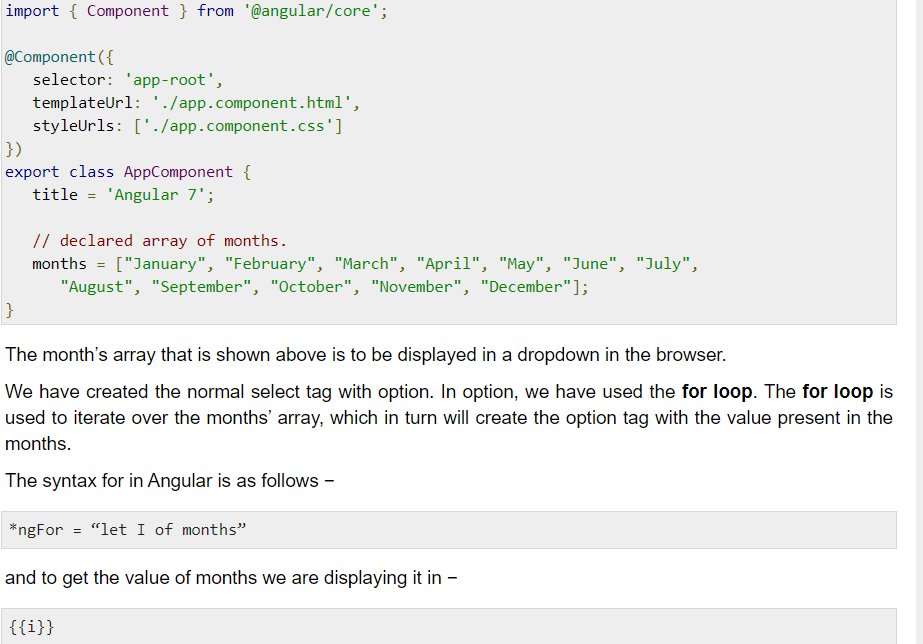 import { Component } from '@angular/core';
@Component({
   selector: 'app-root',
   templateUrl: './app.component.html',
   styleUrls: ['./app.component.css']
})
export class AppComponent {
   title = 'Angular 7';
   // declared array of months.
   months = ["January", "February", "March", "April", "May", "June", "July",
      "August", "September", "October", "November", "December"];
}
The month’s array that is shown above is to be displayed in a dropdown in the browser.
We have created the normal select tag with option. In option, we have used the for loop. The for loop is
used to iterate over the months’ array, which in turn will create the option tag with the value present in the
months.
The syntax for in Angular is as follows −
*ngFor = “let I of months”
and to get the value of months we are displaying it in −
{{i}}